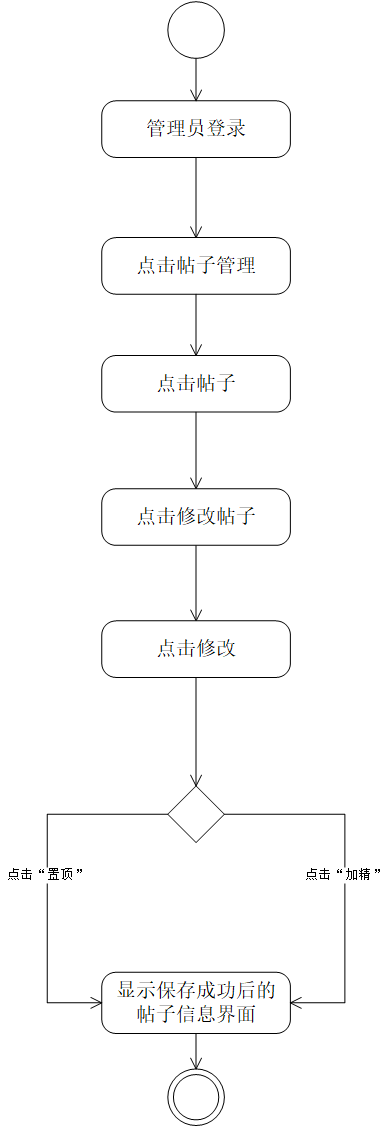 管理员登录
点击帖子管理
点击帖子
点击修改帖子
点击修改
点击“置顶”
点击“加精”
显示保存成功后的
帖子信息界面